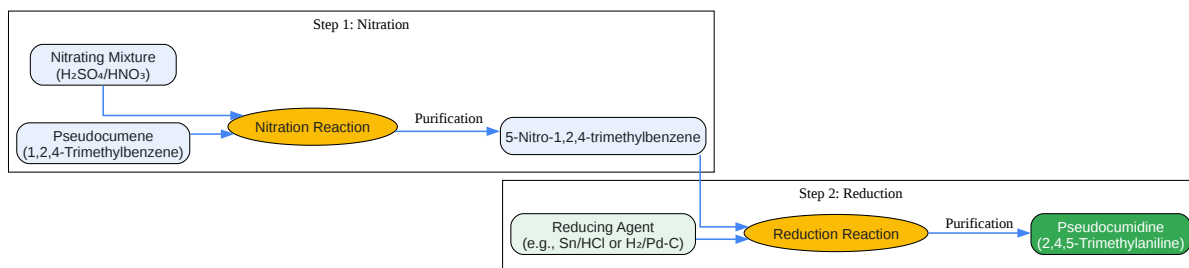 Step 1: Nitration
Nitrating Mixture
(H₂SO₄/HNO₃)
Pseudocumene
(1,2,4-Trimethylbenzene)
Nitration Reaction
Purification
5-Nitro-1,2,4-trimethylbenzene
Step 2: Reduction
Reducing Agent
(e.g., Sn/HCl or H₂/Pd-C)
Reduction Reaction
Purification
Pseudocumidine
(2,4,5-Trimethylaniline)